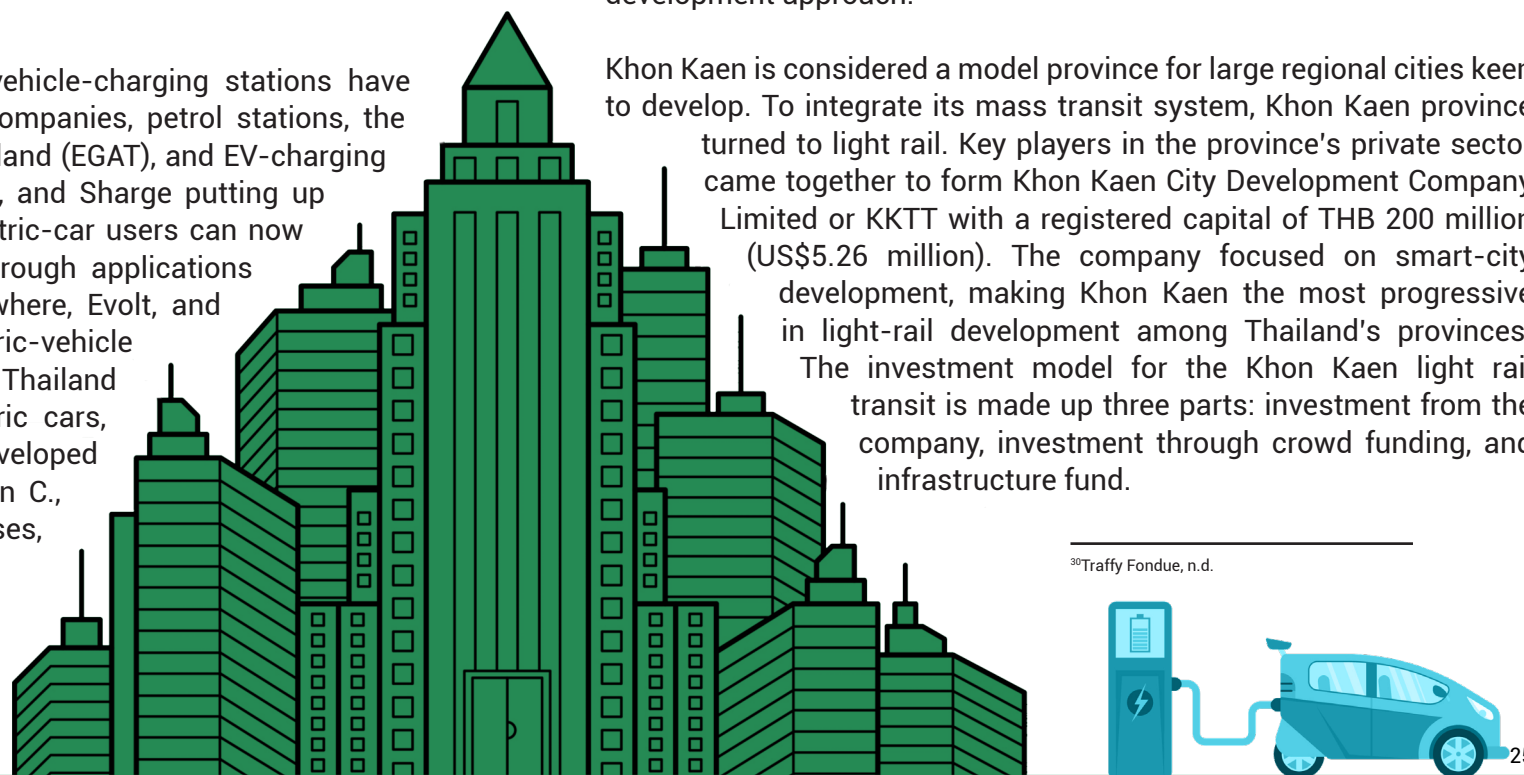 vehicle-charging stations have
ompanies, petrol stations, the
land (EGAT), and EV-charging
, and Sharge putting up
tric-car users can now
rough applications
where, Evolt, and
ric-vehicle
Thailand
ric cars,
veloped
n C.,
ses,
development approach.
Khon Kaen is considered a model province for large regional cities keen
to develop. To integrate its mass transit system, Khon Kaen province
turned to light rail. Key players in the province's private secto
came together to form Khon Kaen City Development Company
Limited or KKTT with a registered capital of THB 200 million
(US$5.26 million). The company focused on smart-city
development, making Khon Kaen the most progressive
in light-rail development among Thailand's provinces
The investment model for the Khon Kaen light rai
transit is made up three parts: investment from the
company, investment through crowd funding, and
infrastructure fund.
30Traffy Fondue, n.d.
25